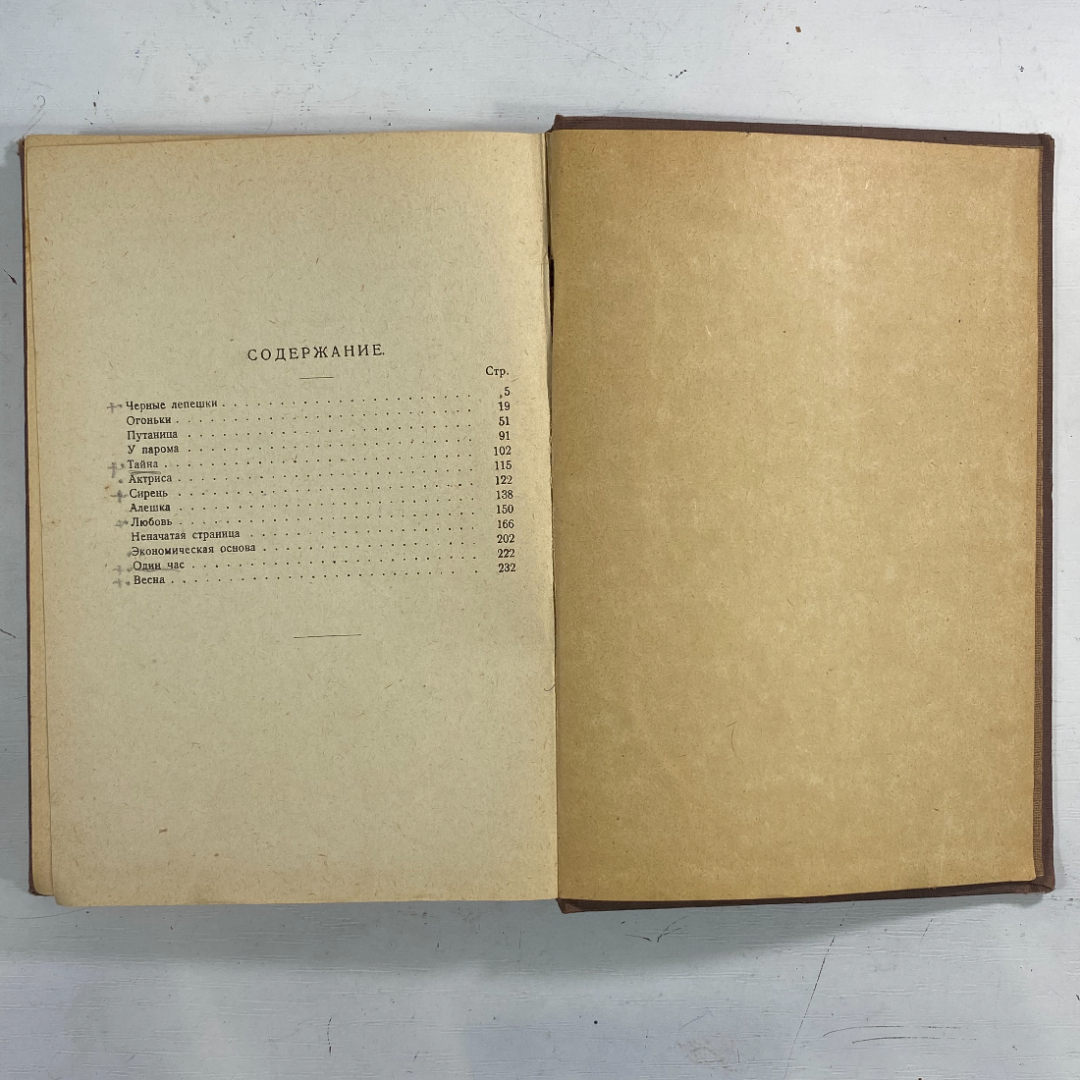 СОДЕРЖАНИЕ.
Стр.
Черные лепешки . . . . . 5
Огоньки . . . . . 19
Путаница . . . . . 51
У парома . . . . . 91
Тайна . . . . . 102
Актриса . . . . . 115
Сирень . . . . . 122
Алешка . . . . . 138
Любовь . . . . . 150
Неначатая страница . . . . . 166
Экономическая основа . . . . . 202
Один час . . . . . 222
Весна . . . . . 232